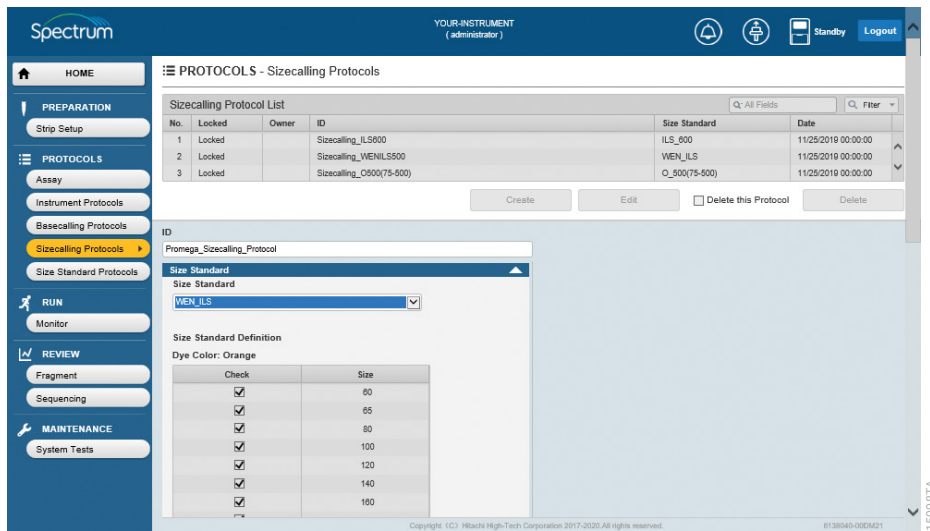 Spectrum
YOUR-INSTRUMENT
( administrator )
Standby
Logout
HOME
PREPARATION
Strip Setup
PROTOCOLS
Assay
Instrument Protocols
Basecalling Protocols
Sizecalling Protocols
Size Standard Protocols
RUN
Monitor
REVIEW
Fragment
Sequencing
MAINTENANCE
System Tests
PROTOCOLS - Sizecalling Protocols
Sizecalling Protocol List
All Fields
Filter
No. Locked Owner ID Size Standard Date
1 Locked Sizecalling_ILS600 ILS_600 11/25/2019 00:00:00
2 Locked Sizecalling_WENILS500 WEN_ILS 11/25/2019 00:00:00
3 Locked Sizecalling_O500(75-500) O_500(75-500) 11/25/2019 00:00:00
Create Edit Delete this Protocol Delete
ID
Promega_Sizecalling_Protocol
Size Standard
Size Standard
WEN_ILS
Size Standard Definition
Dye Color: Orange
Check Size
60
65
80
100
120
140
160
Copyright (C) Hitachi High-Tech Corporation 2017-2020. All rights reserved.